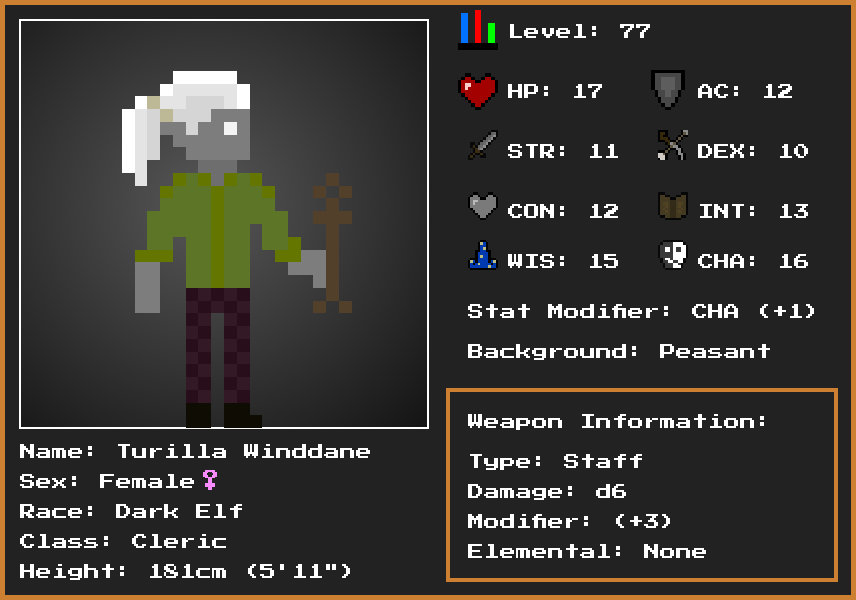 Level: 77
HP: 17 AC: 12
STR: 11 DEX: 10
CON: 12 INT: 13
WIS: 15 CHA: 16
Stat Modifier: CHA (+1)
Background: Peasant
Weapon Information:
Type: Staff
Damage: d6
Modifier: (+3)
Elemental: None
Name: Turilla Winddane
Sex: Female♀
Race: Dark Elf
Class: Cleric
Height: 181cm (5'11")